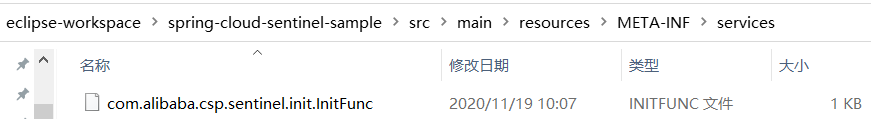 eclipse-workspace > spring-cloud-sentinel-sample > src > main > resources > META-INF > services
名称 修改日期 类型 大小
com.alibaba.csp.sentinel.init.InitFunc 2020/11/19 10:07 INITFUNC 文件 1 KB